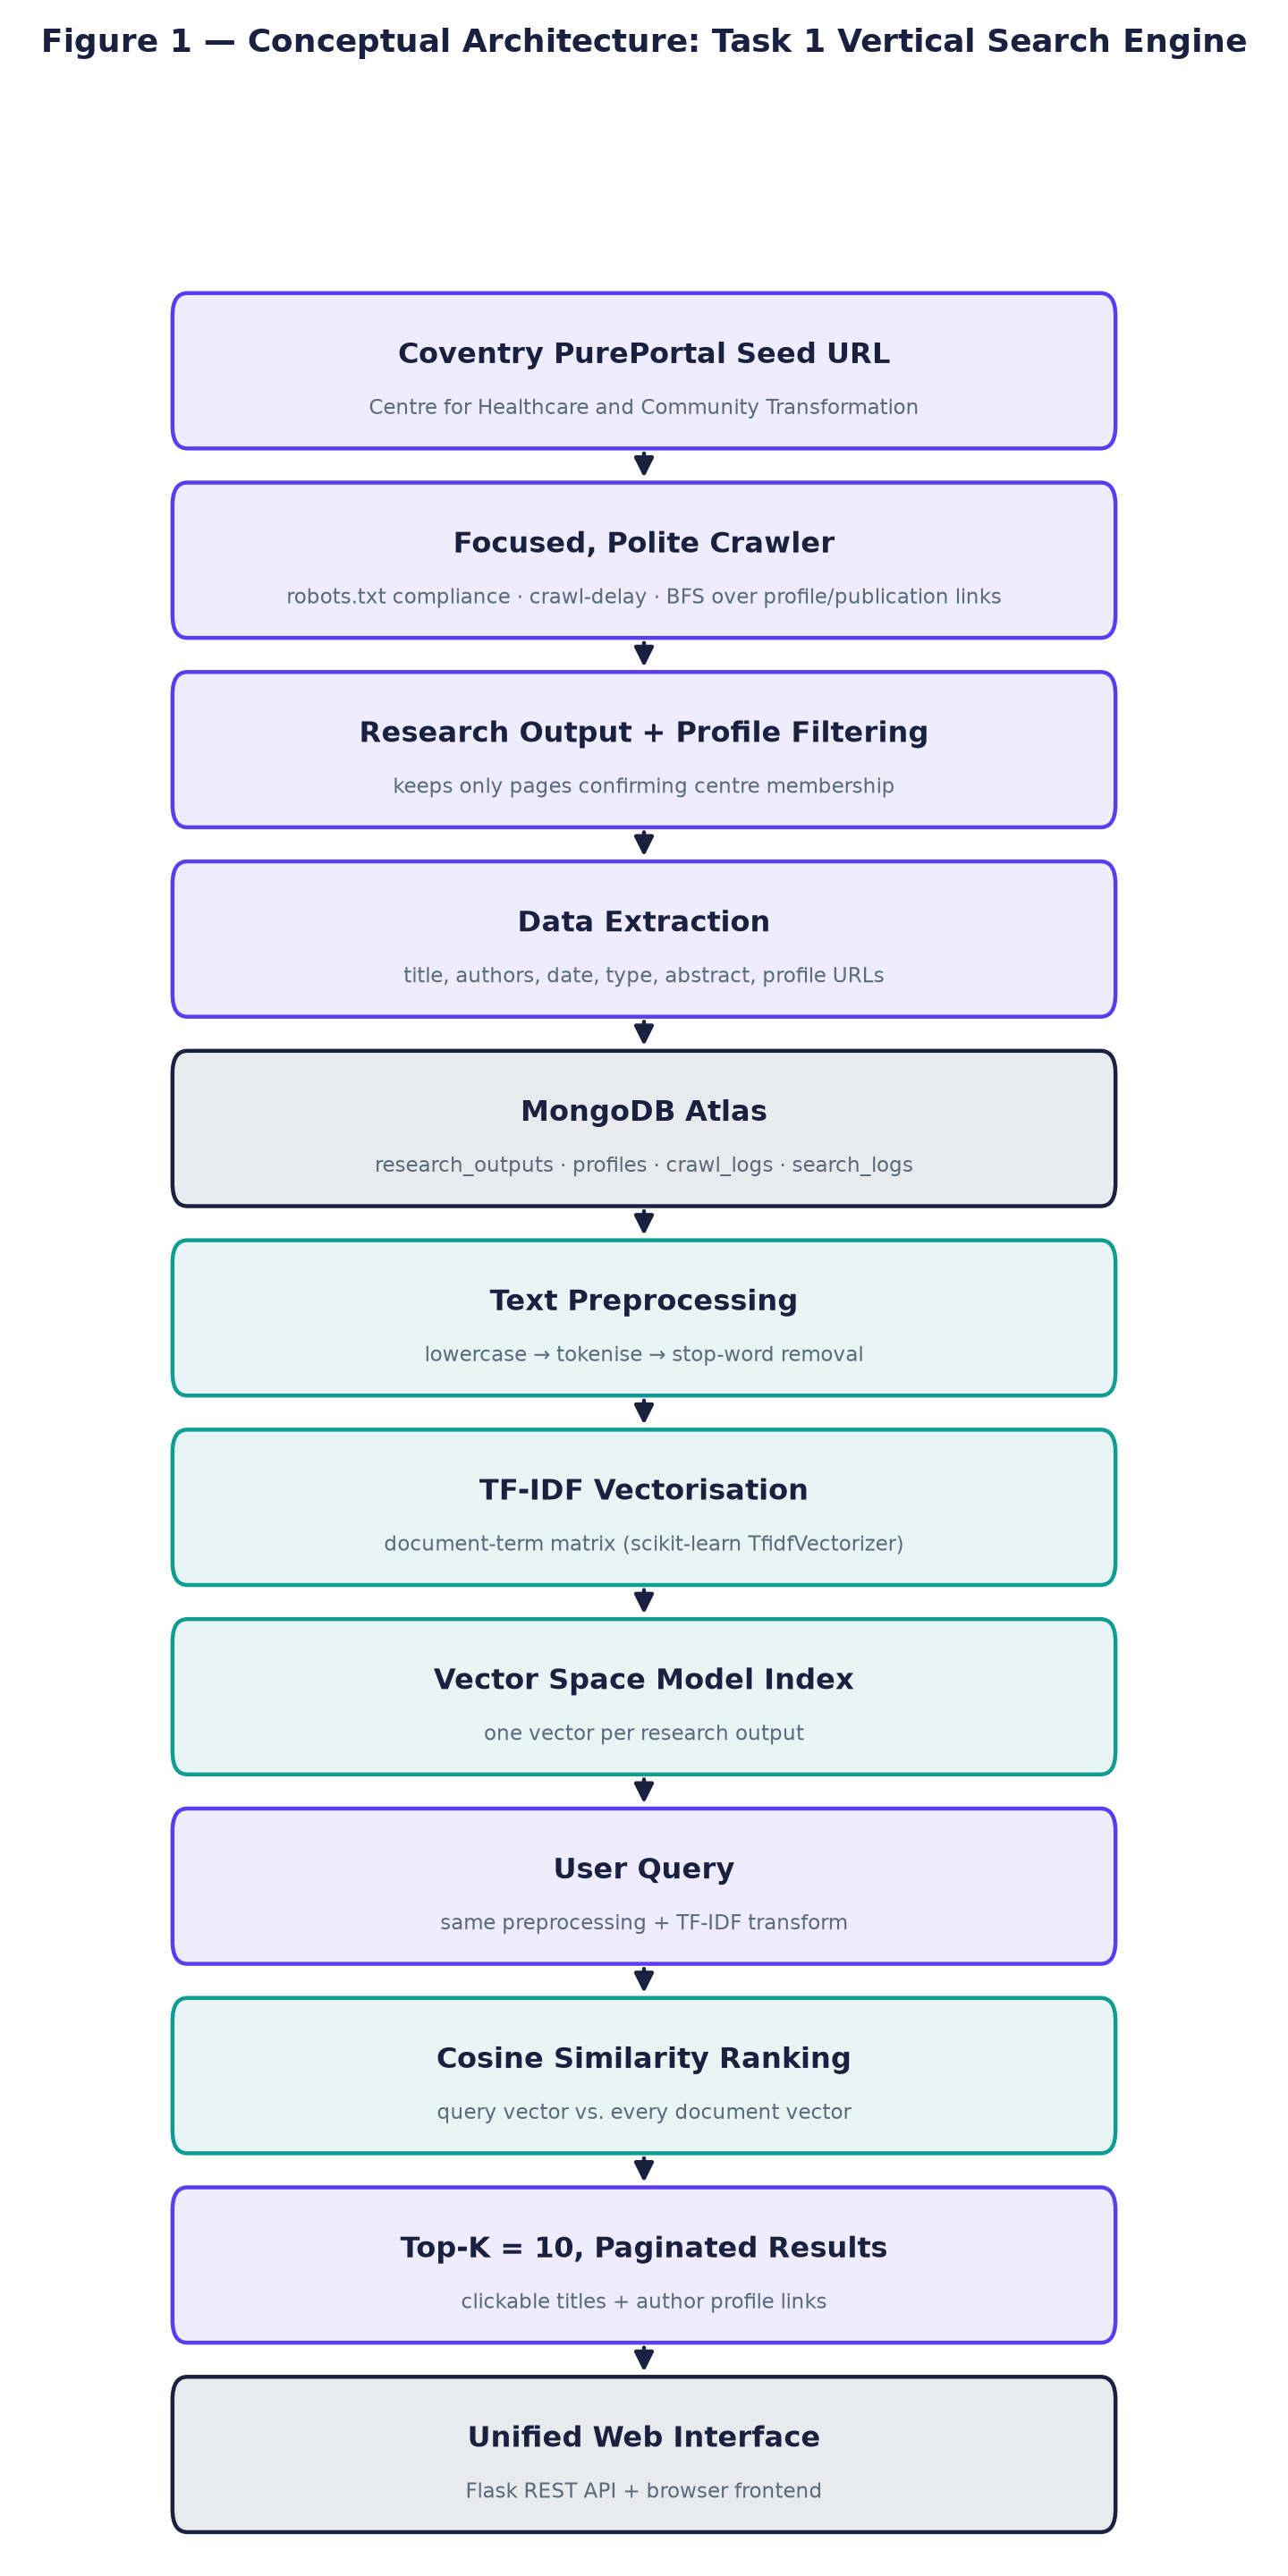 Figure 1 — Conceptual Architecture: Task 1 Vertical Search Engine
Coventry PurePortal Seed URL
Centre for Healthcare and Community Transformation
Focused, Polite Crawler
robots.txt compliance · crawl-delay · BFS over profile/publication links
Research Output + Profile Filtering
keeps only pages confirming centre membership
Data Extraction
title, authors, date, type, abstract, profile URLs
MongoDB Atlas
research_outputs · profiles · crawl_logs · search_logs
Text Preprocessing
lowercase → tokenise → stop-word removal
TF-IDF Vectorisation
document-term matrix (scikit-learn TfidfVectorizer)
Vector Space Model Index
one vector per research output
User Query
same preprocessing + TF-IDF transform
Cosine Similarity Ranking
query vector vs. every document vector
Top-K = 10, Paginated Results
clickable titles + author profile links
Unified Web Interface
Flask REST API + browser frontend